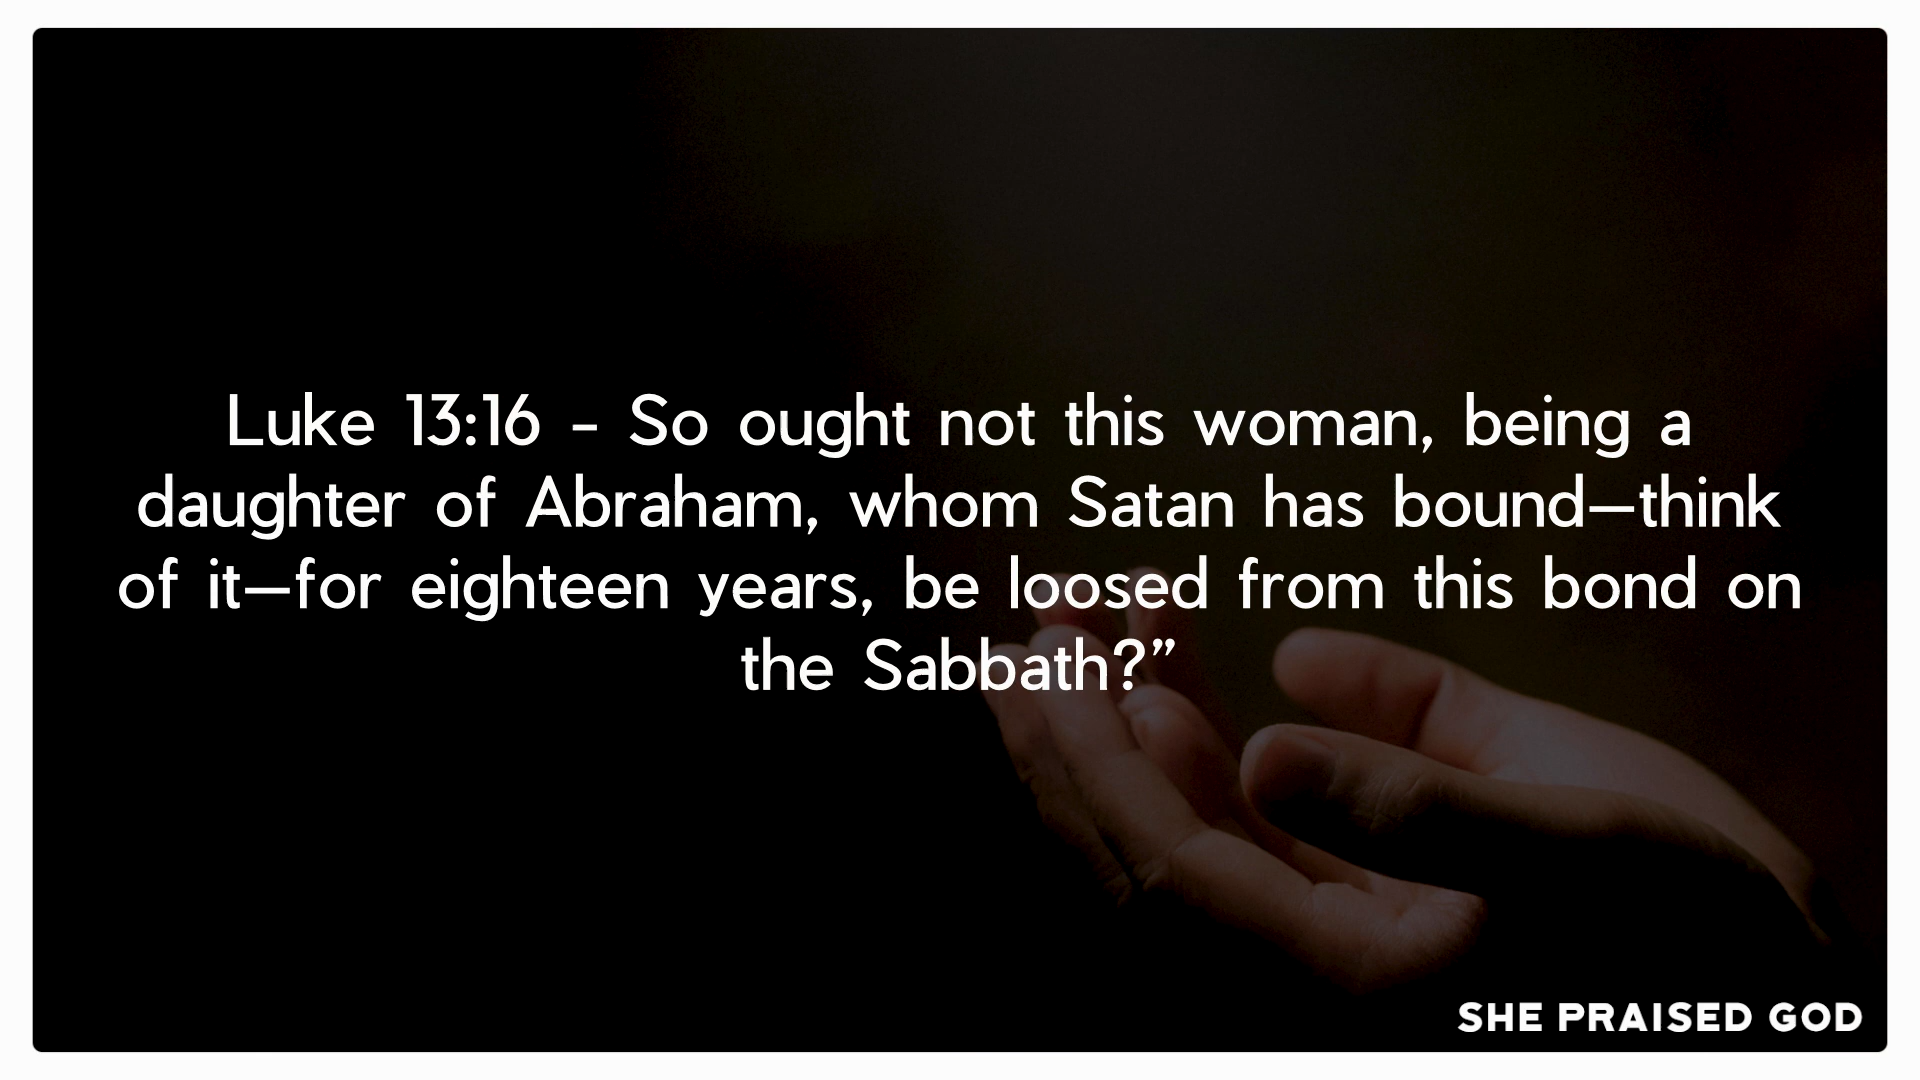 Luke 13:16 - So ought not this woman, being a
daughter of Abraham, whom Satan has bound—think
of it—for eighteen years, be loosed from this bond on
the Sabbath?”
SHE PRAISED GOD